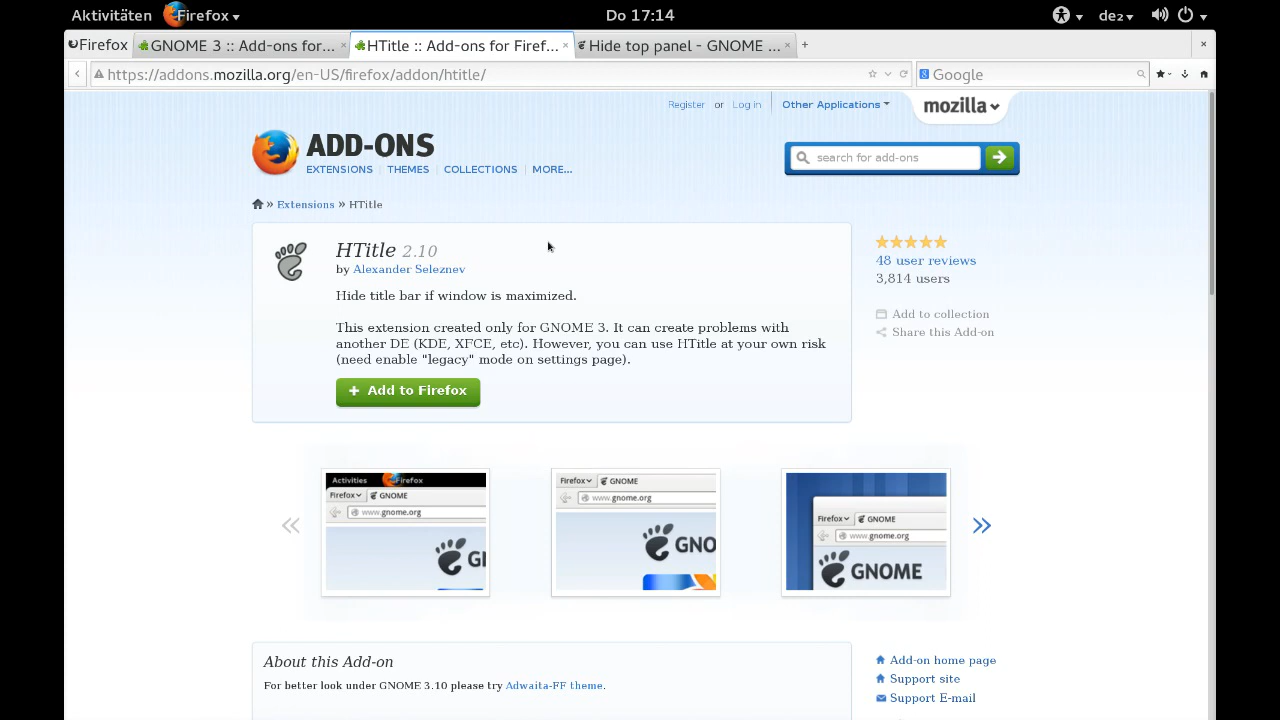 Aktivitäten Firefox Do 17:14 de₂
Firefox GNOME 3 :: Add-ons for... × HTitle :: Add-ons for Firef... × Hide top panel - GNOME ... × + ×
https://addons.mozilla.org/en-US/firefox/addon/htitle/ Google
Register or Log in Other Applications mozilla
ADD-ONS
EXTENSIONS THEMES COLLECTIONS MORE...
search for add-ons
» Extensions » HTitle
HTitle 2.10
by Alexander Seleznev
Hide title bar if window is maximized.
This extension created only for GNOME 3. It can create problems with
another DE (KDE, XFCE, etc). However, you can use HTitle at your own risk
(need enable "legacy" mode on settings page).
+ Add to Firefox
48 user reviews
3,814 users
Add to collection
Share this Add-on
Activities Firefox
Firefox GNOME
www.gnome.org
G
Firefox GNOME
www.gnome.org
GNO
Firefox GNOME
www.gnome.org
GNOME
About this Add-on
For better look under GNOME 3.10 please try Adwaita-FF theme.
Add-on home page
Support site
Support E-mail